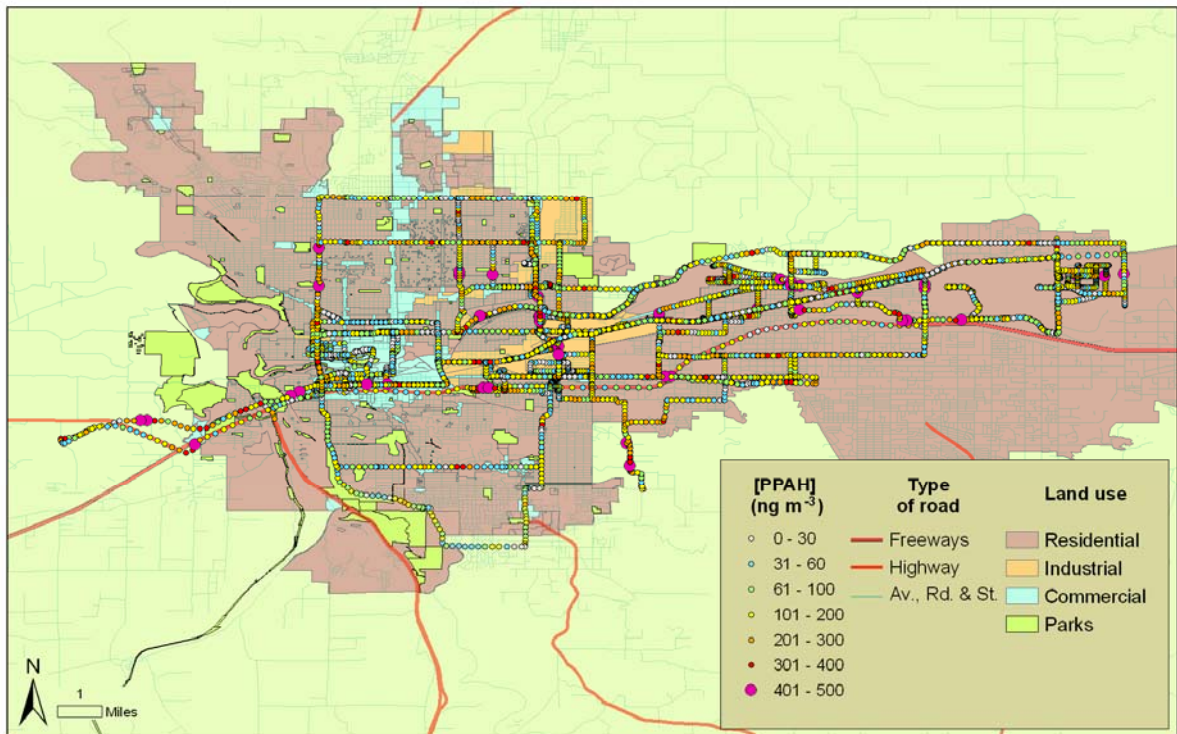 [PPAH]
(ng m-3)
0 - 30
31 - 60
61 - 100
101 - 200
201 - 300
301 - 400
401 - 500
Type
of road
Freeways
Highway
Av., Rd. & St.
Land use
Residential
Industrial
Commercial
Parks
N
1
Miles